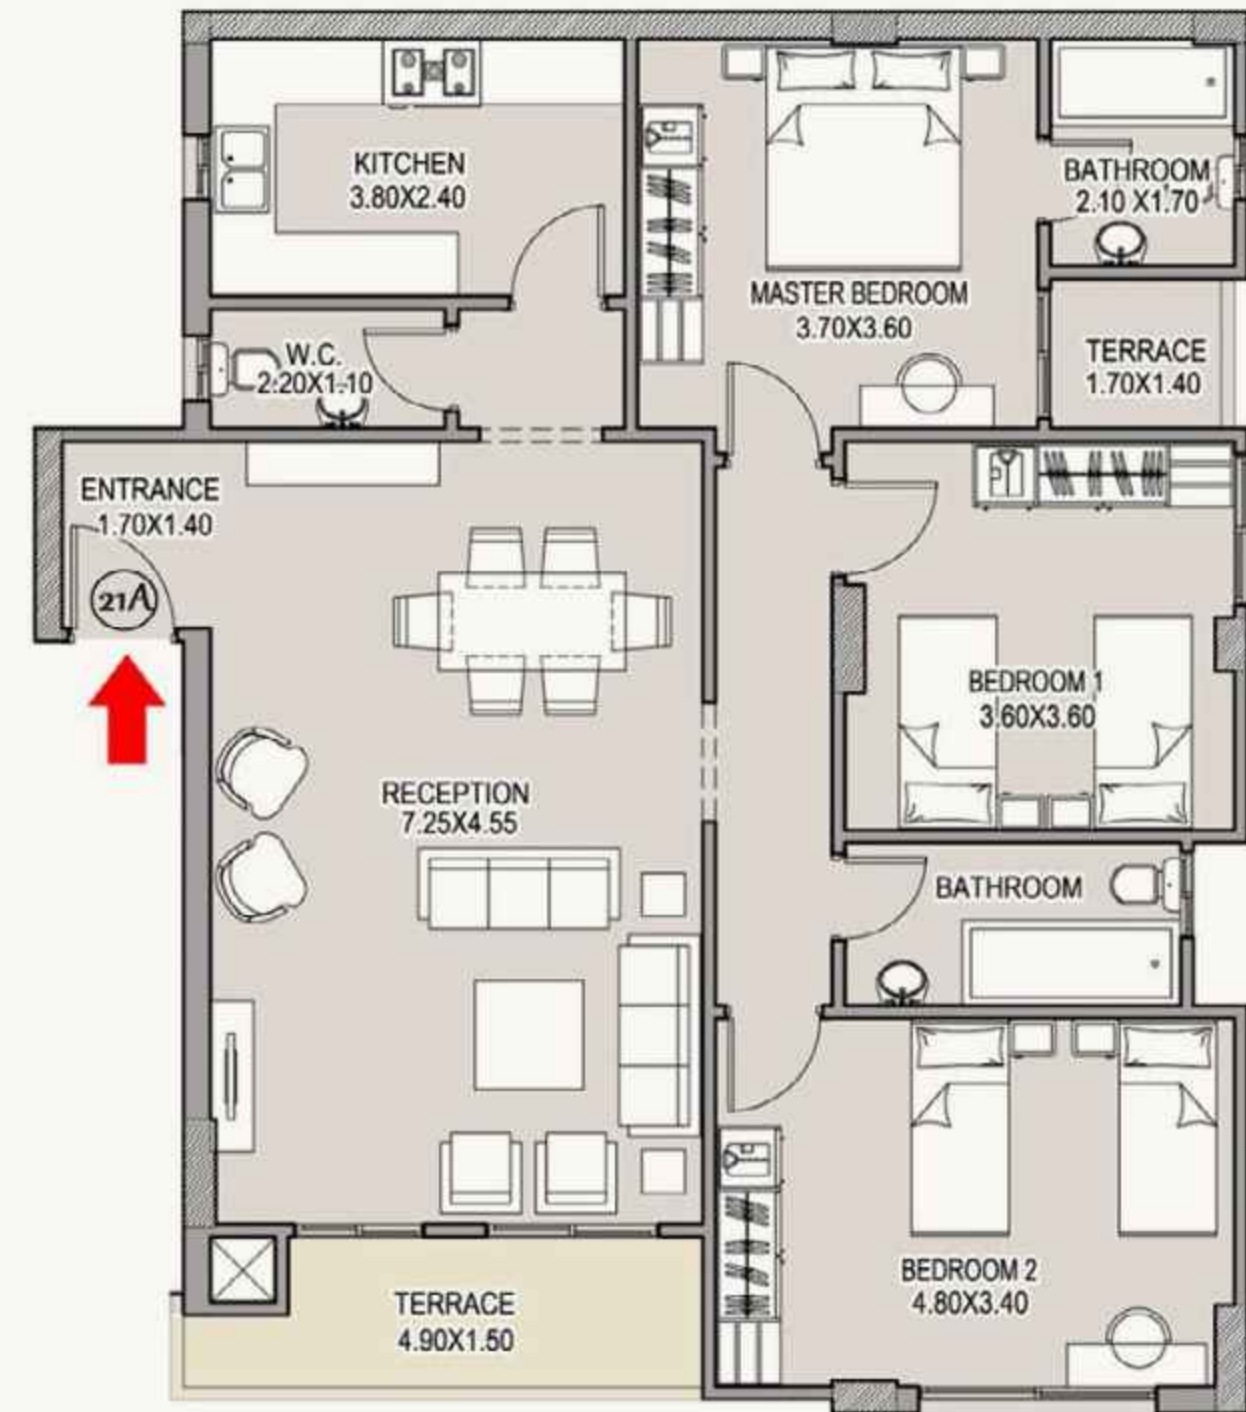 KITCHEN
3.80X2.40
BATHROOM
2.10 X1.70
MASTER BEDROOM
3.70X3.60
W.C.
2.20X1.10
TERRACE
1.70X1.40
ENTRANCE
1.70X1.40
21A
BEDROOM 1
3.60X3.60
RECEPTION
7.25X4.55
BATHROOM
BEDROOM 2
4.80X3.40
TERRACE
4.90X1.50